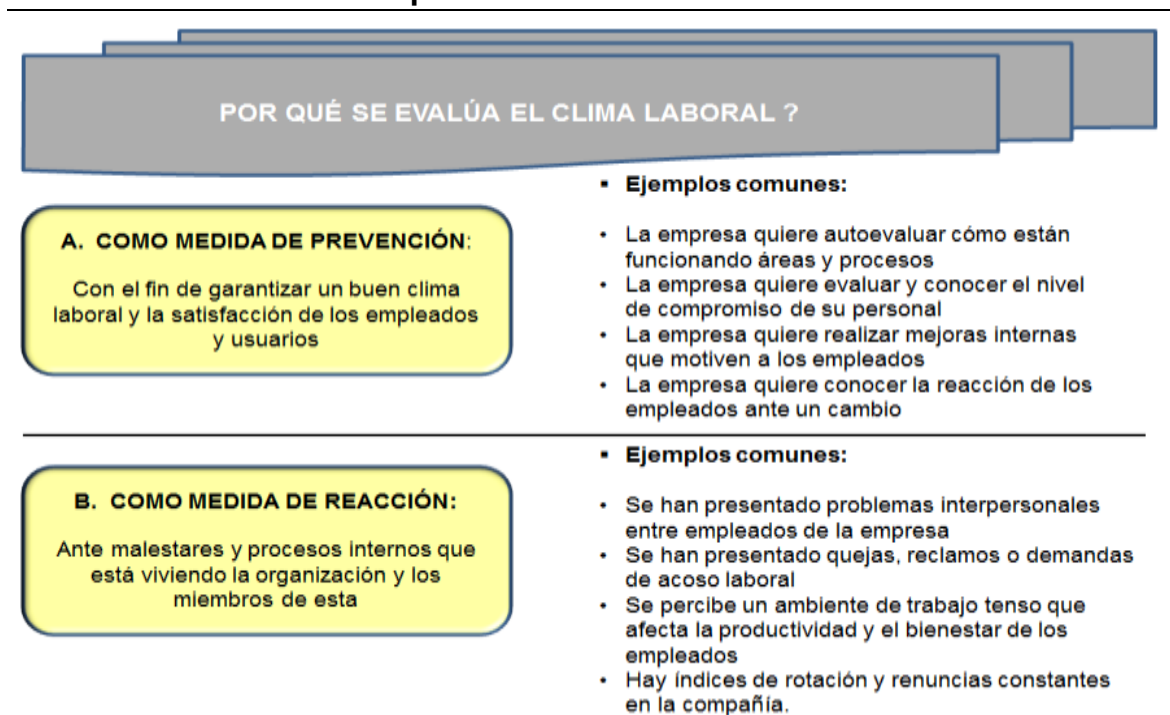 POR QUÉ SE EVALÚA EL CLIMA LABORAL ?
A. COMO MEDIDA DE PREVENCIÓN:
Con el fin de garantizar un buen clima
laboral y la satisfacción de los empleados
y usuarios
▪ Ejemplos comunes:
• La empresa quiere autoevaluar cómo están
funcionando áreas y procesos
• La empresa quiere evaluar y conocer el nivel
de compromiso de su personal
• La empresa quiere realizar mejoras internas
que motiven a los empleados
• La empresa quiere conocer la reacción de los
empleados ante un cambio
B. COMO MEDIDA DE REACCIÓN:
Ante malestares y procesos internos que
está viviendo la organización y los
miembros de esta
▪ Ejemplos comunes:
• Se han presentado problemas interpersonales
entre empleados de la empresa
• Se han presentado quejas, reclamos o demandas
de acoso laboral
• Se percibe un ambiente de trabajo tenso que
afecta la productividad y el bienestar de los
empleados
• Hay índices de rotación y renuncias constantes
en la compañía.